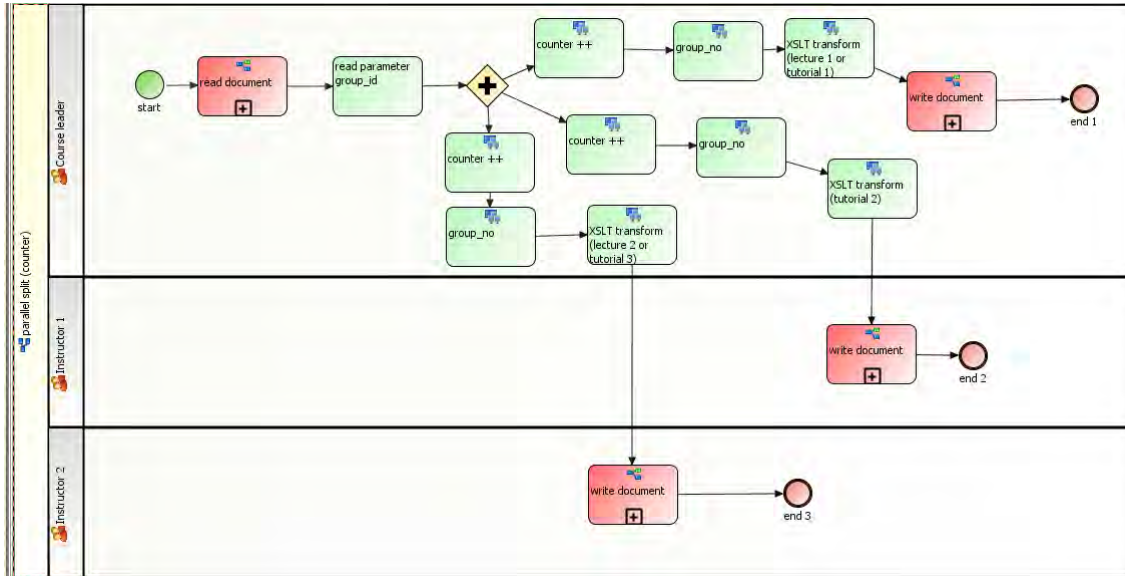 parallel split (counter)
Course leader
start
read document
read parameter
group_id
counter ++
group_no
XSLT transform
(lecture 1 or
tutorial 1)
write document
end 1
counter ++
group_no
XSLT transform
(tutorial 2)
counter ++
group_no
XSLT transform
(lecture 2 or
tutorial 3)
Instructor 1
write document
end 2
Instructor 2
write document
end 3